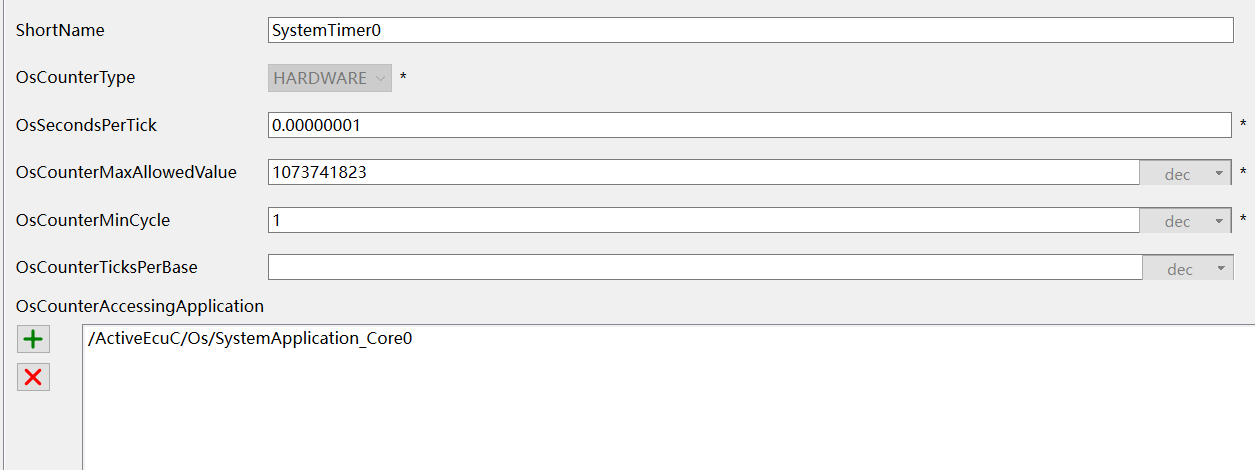 ShortName SystemTimer0
OsCounterType HARDWARE *
OsSecondsPerTick 0.00000001 *
OsCounterMaxAllowedValue 1073741823 dec *
OsCounterMinCycle 1 dec *
OsCounterTicksPerBase dec
OsCounterAccessingApplication
/ActiveEcuC/Os/SystemApplication_Core0